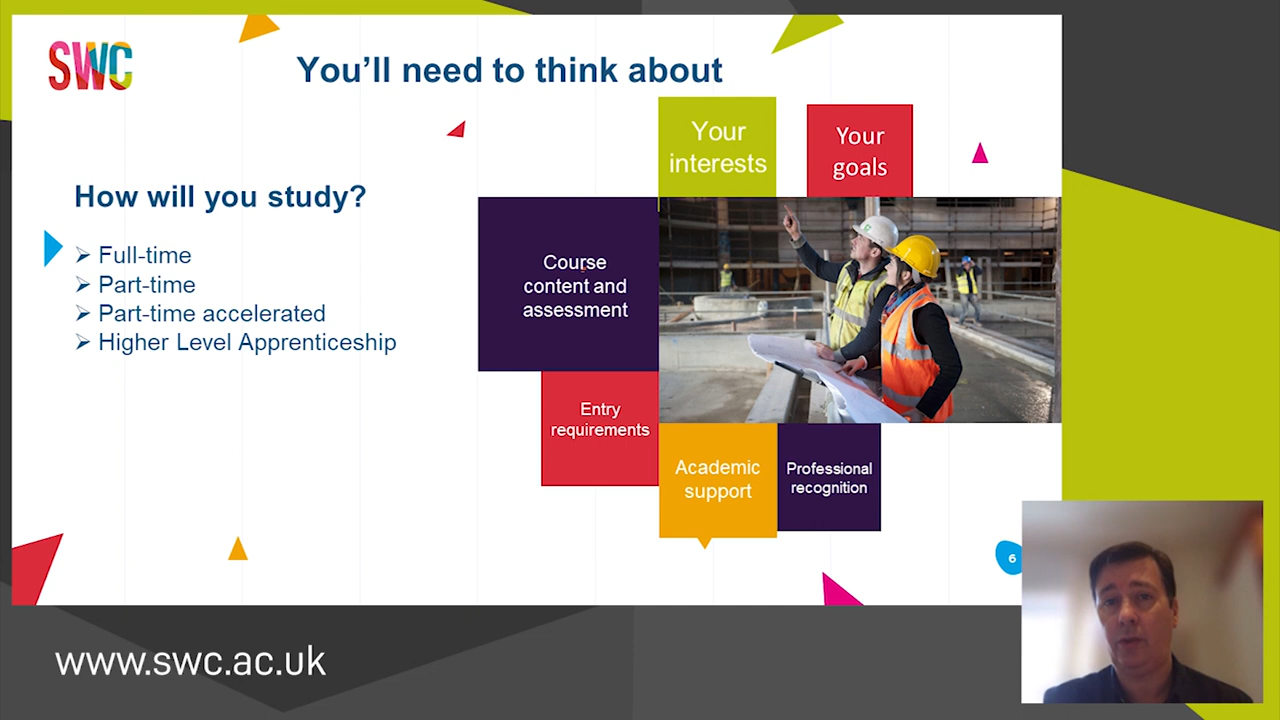 SWC
You'll need to think about
How will you study?
➢ Full-time
➢ Part-time
➢ Part-time accelerated
➢ Higher Level Apprenticeship
Your
interests
Your
goals
Course
content and
assessment
Entry
requirements
Academic
support
Professional
recognition
6
www.swc.ac.uk